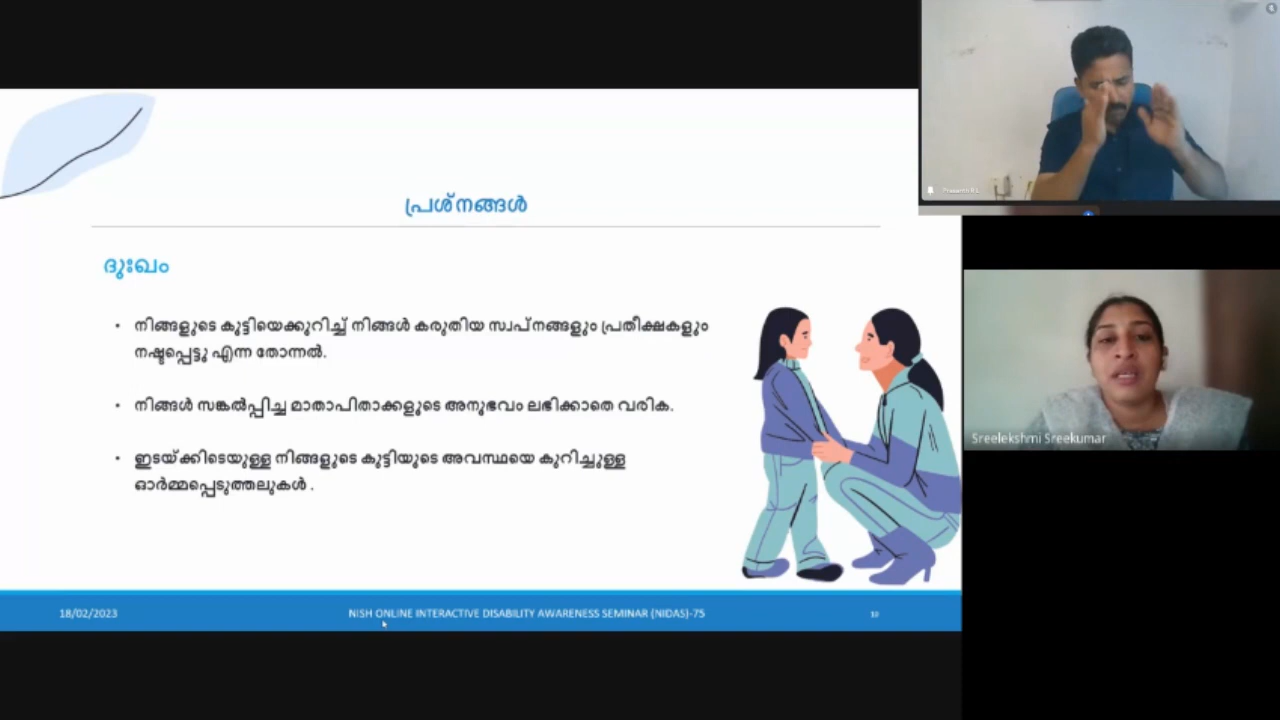 പ്രശ്നങ്ങൾ
ദുഃഖം
• നിങ്ങളുടെ കുട്ടിയെക്കുറിച്ച് നിങ്ങൾ കരുതിയ സ്വപ്നങ്ങളും പ്രതീക്ഷകളും
നഷ്ടപ്പെട്ടു എന്ന തോന്നൽ.
• നിങ്ങൾ സങ്കൽപ്പിച്ച മാതാപിതാക്കളുടെ അനുഭവം ലഭിക്കാതെ വരിക.
• ഇടയ്ക്കിടെയുള്ള നിങ്ങളുടെ കുട്ടിയുടെ അവസ്ഥയെ കുറിച്ചുള്ള
ഓർമ്മപ്പെടുത്തലുകൾ .
18/02/2023
NISH ONLINE INTERACTIVE DISABILITY AWARENESS SEMINAR (NIDAS)-75
Sreelekshmi Sreekumar